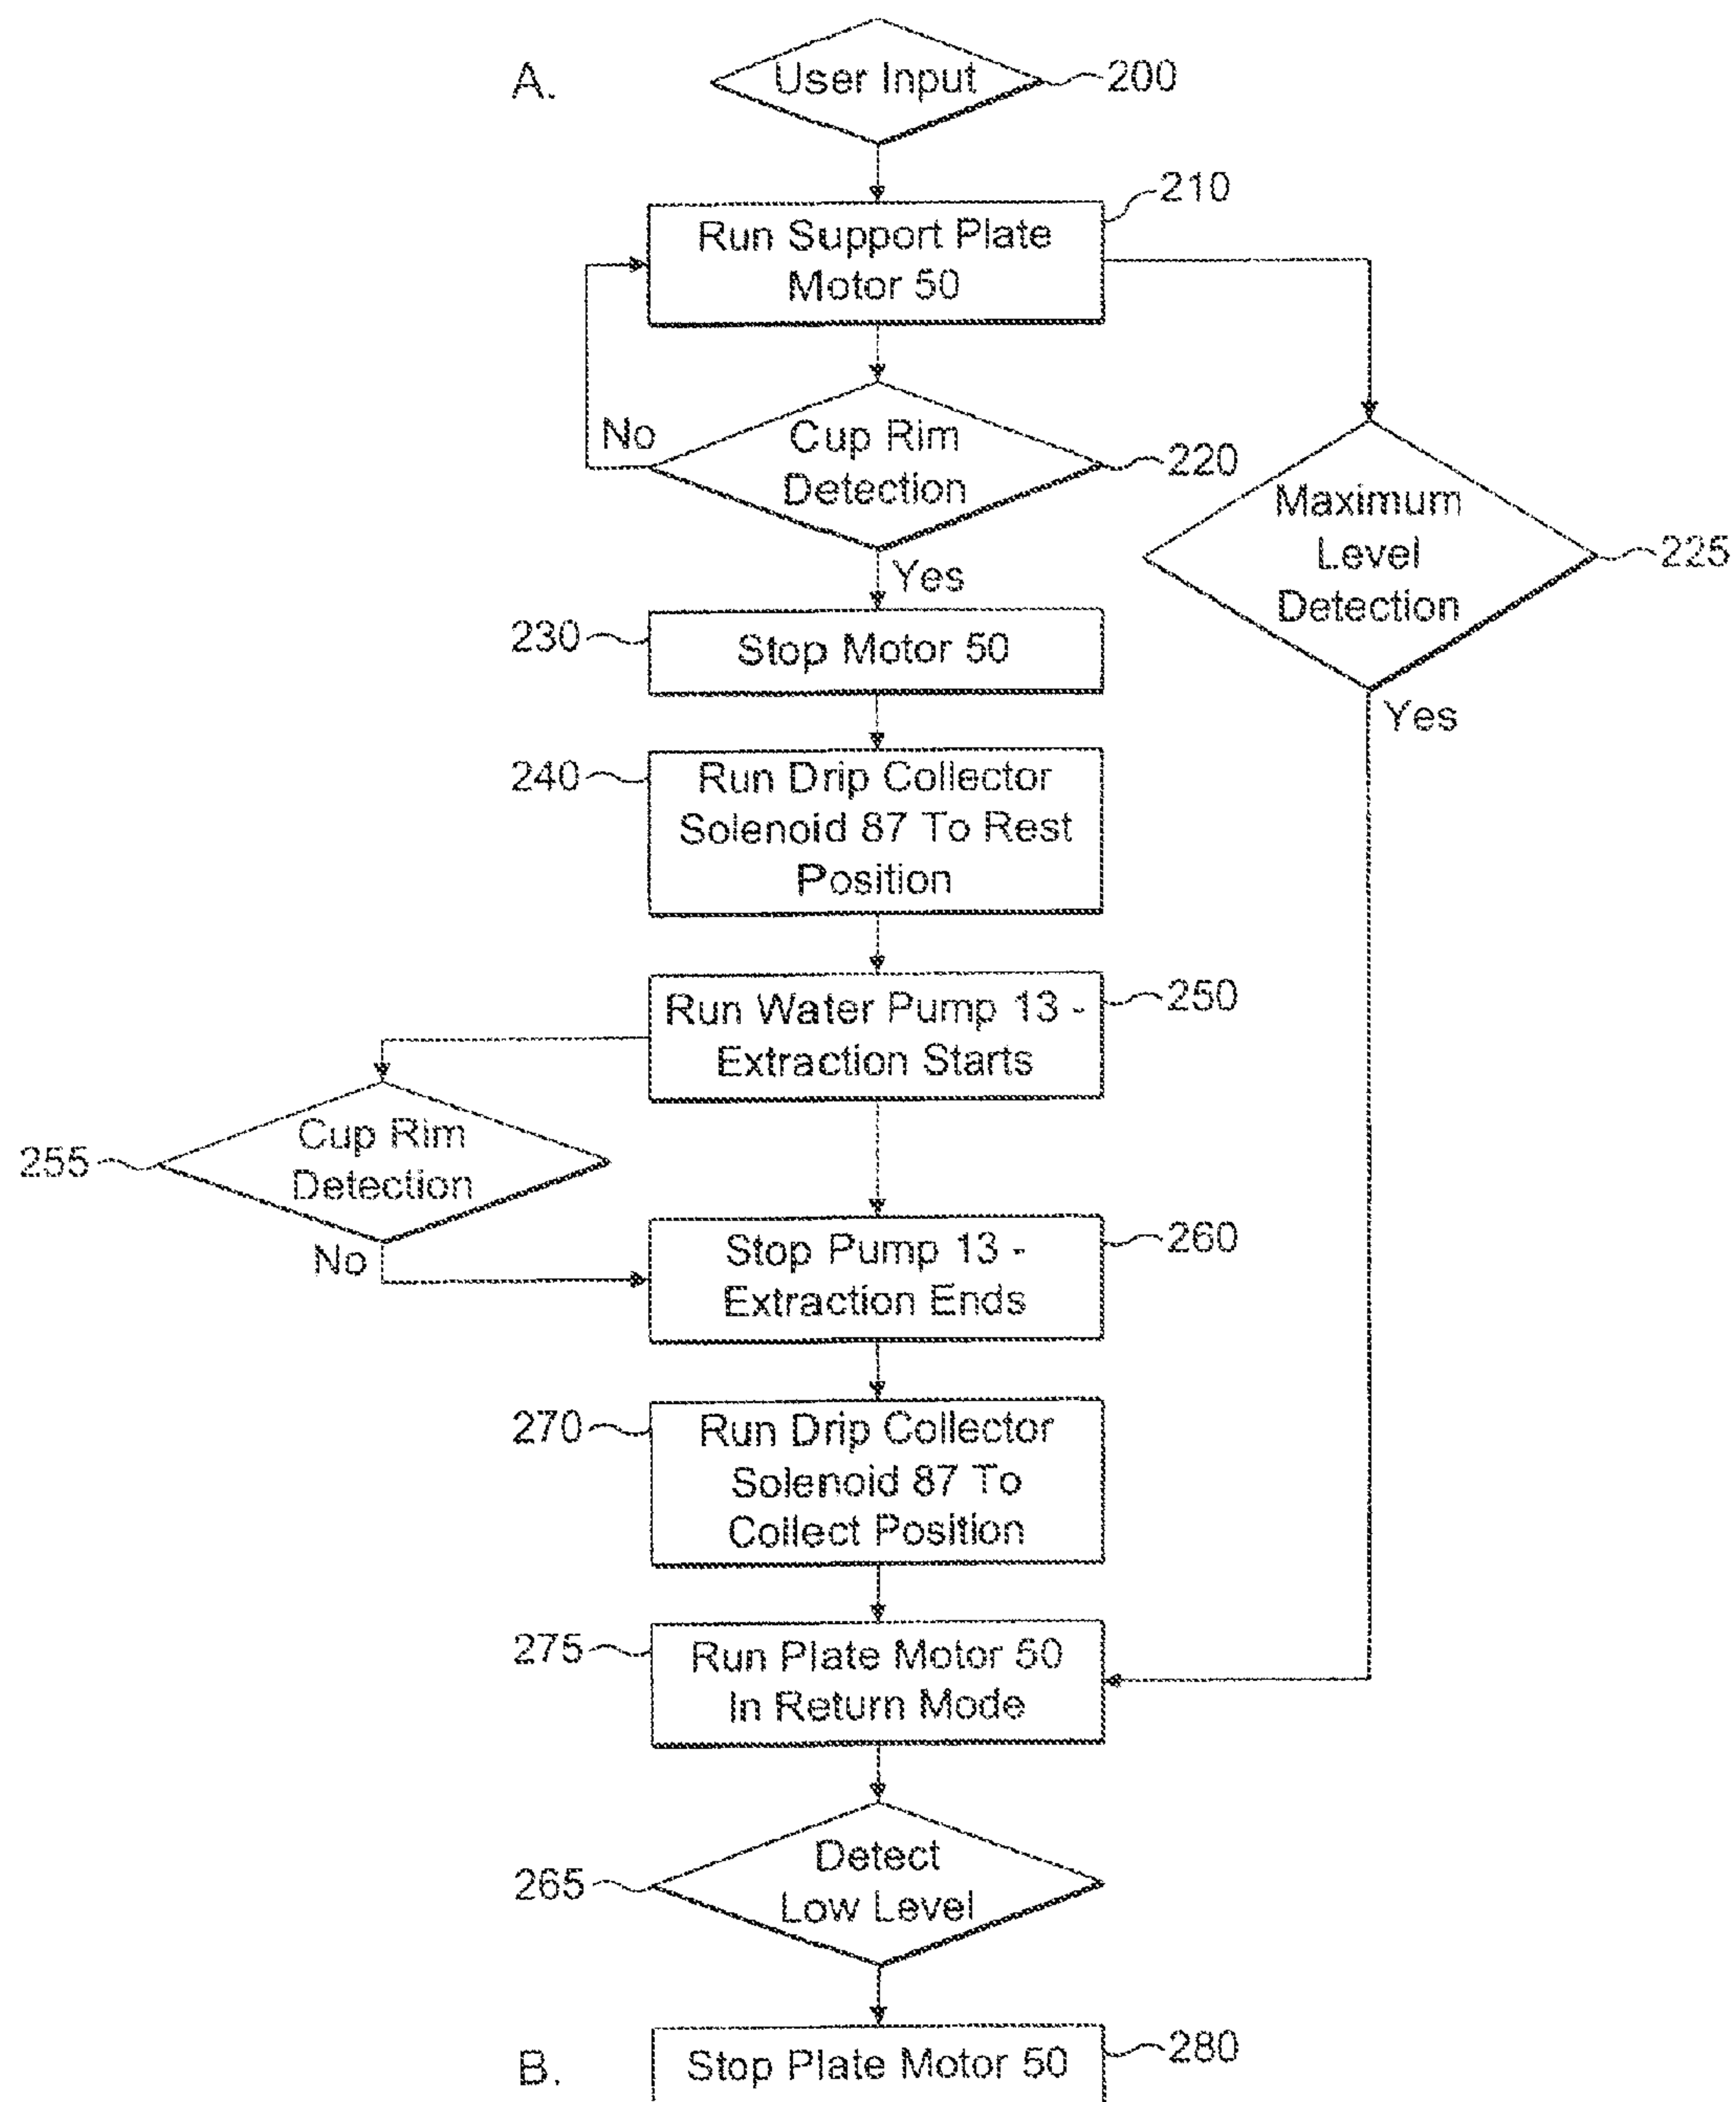 A.
User Input
200
210
Run Support Plate
Motor 50
No
Cup Rim
Detection
220
Maximum
Level
Detection
225
Yes
Yes
230
Stop Motor 50
240
Run Drip Collector
Solenoid 87 To Rest
Position
Run Water Pump 13 -
Extraction Starts
250
255
Cup Rim
Detection
No
Stop Pump 13 -
Extraction Ends
260
270
Run Drip Collector
Solenoid 87 To
Collect Position
275
Run Plate Motor 50
In Return Mode
265
Detect
Low Level
B.
Stop Plate Motor 50
280